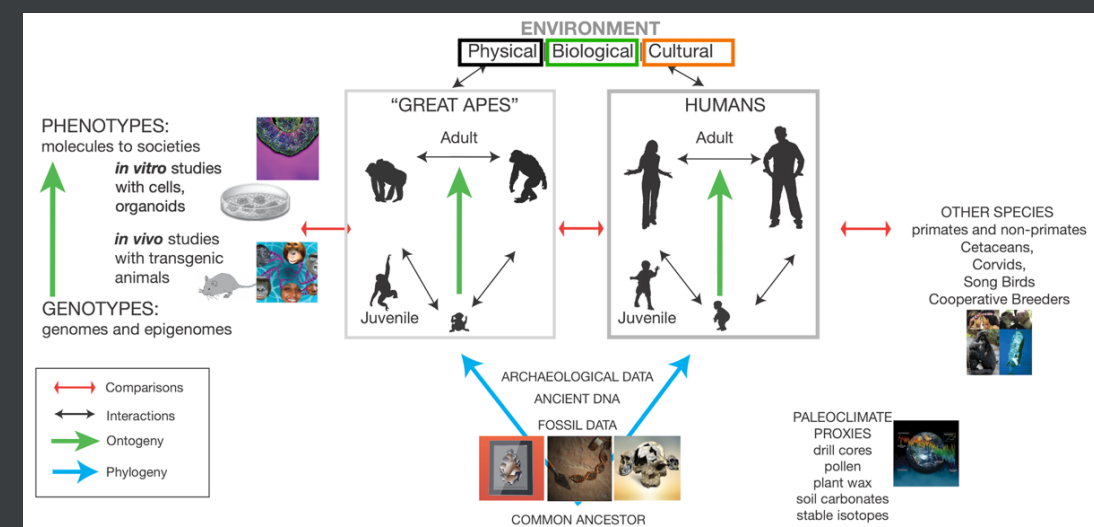 ENVIRONMENT
Physical | Biological | Cultural
"GREAT APES"
Adult
Juvenile
HUMANS
Adult
Juvenile
PHENOTYPES:
molecules to societies
in vitro studies
with cells,
organoids
in vivo studies
with transgenic
animals
GENOTYPES:
genomes and epigenomes
OTHER SPECIES
primates and non-primates
Cetaceans,
Corvids,
Song Birds
Cooperative Breeders
Comparisons
Interactions
Ontogeny
Phylogeny
ARCHAEOLOGICAL DATA
ANCIENT DNA
FOSSIL DATA
COMMON ANCESTOR
PALEOCLIMATE
PROXIES
drill cores
pollen
plant wax
soil carbonates
stable isotopes